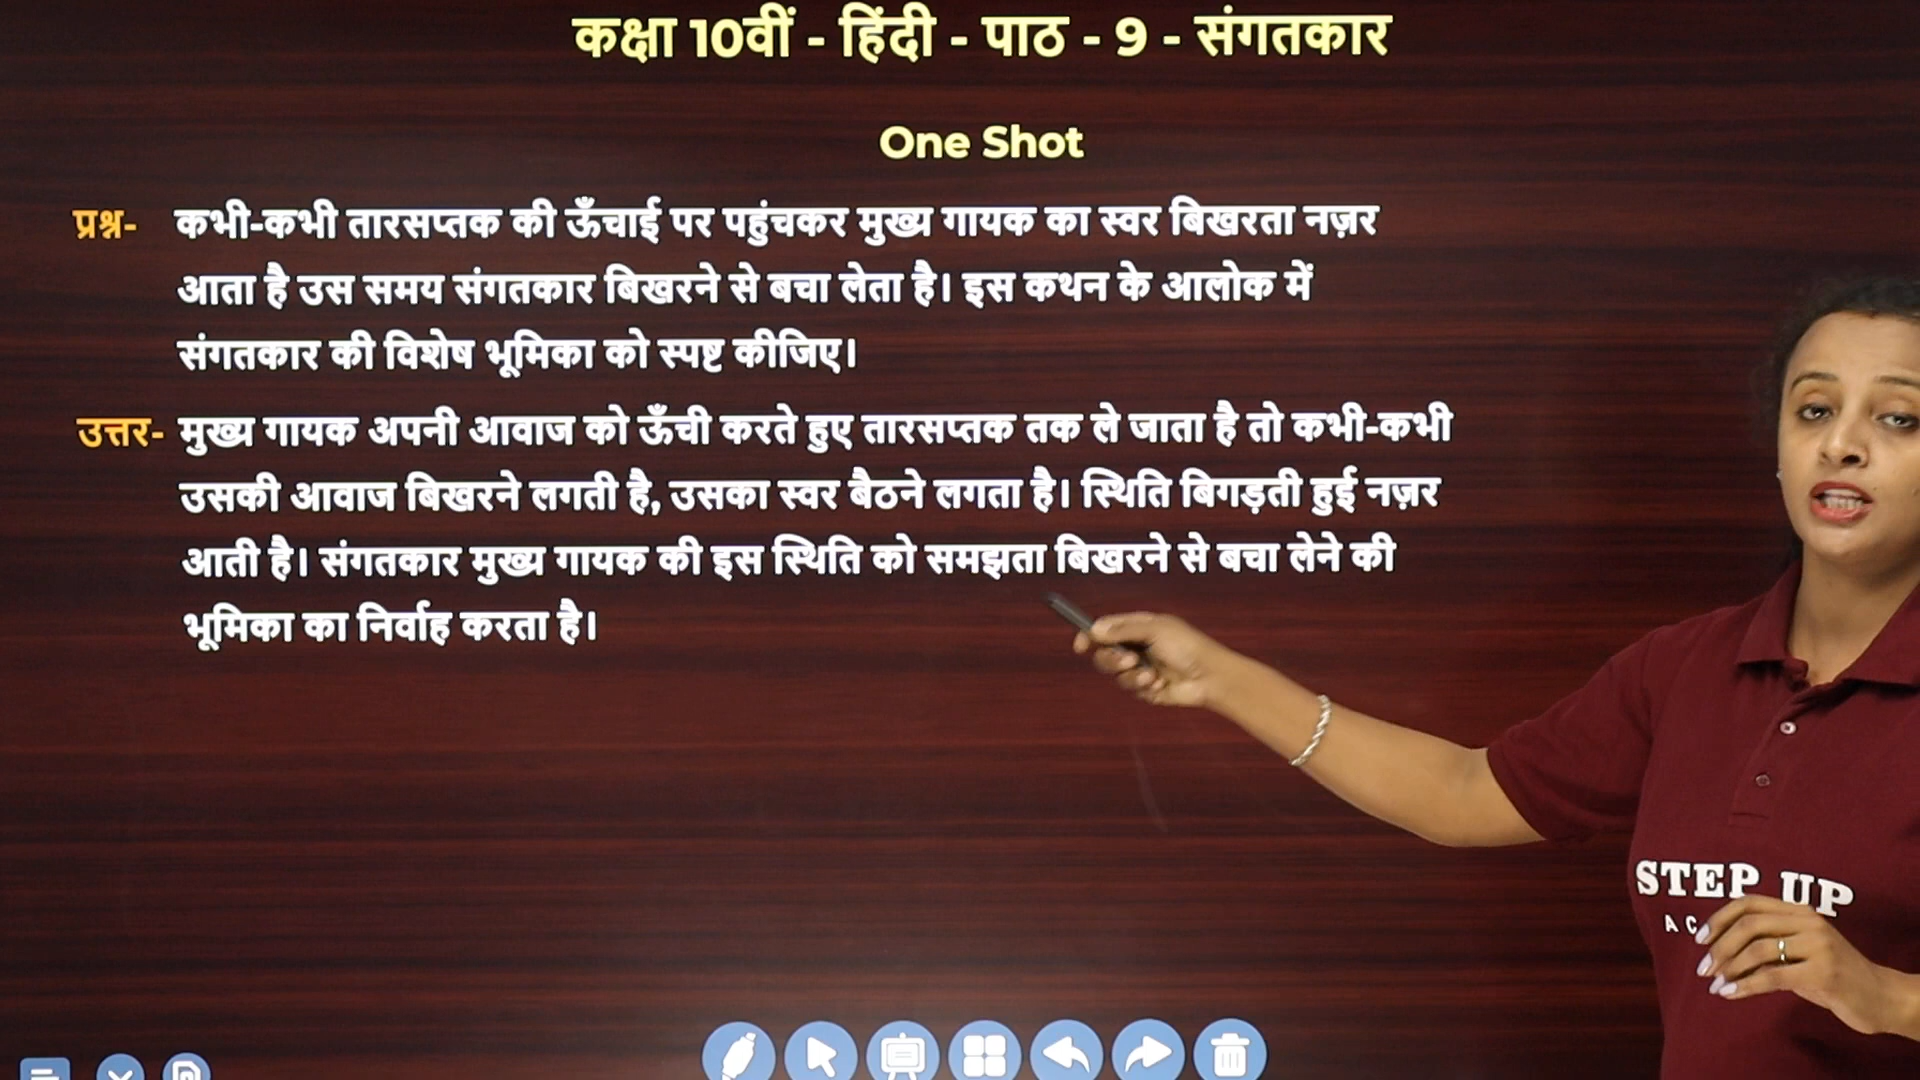 कक्षा 10वीं - हिंदी - पाठ - 9 - संगतकार
One Shot
प्रश्न- कभी-कभी तारसप्तक की ऊँचाई पर पहुंचकर मुख्य गायक का स्वर बिखरता नज़र
आता है उस समय संगतकार बिखरने से बचा लेता है। इस कथन के आलोक में
संगतकार की विशेष भूमिका को स्पष्ट कीजिए।
उत्तर- मुख्य गायक अपनी आवाज को ऊँची करते हुए तारसप्तक तक ले जाता है तो कभी-कभी
उसकी आवाज बिखरने लगती है, उसका स्वर बैठने लगता है। स्थिति बिगड़ती हुई नज़र
आती है। संगतकार मुख्य गायक की इस स्थिति को समझता बिखरने से बचा लेने की
भूमिका का निर्वाह करता है।
STEP UP